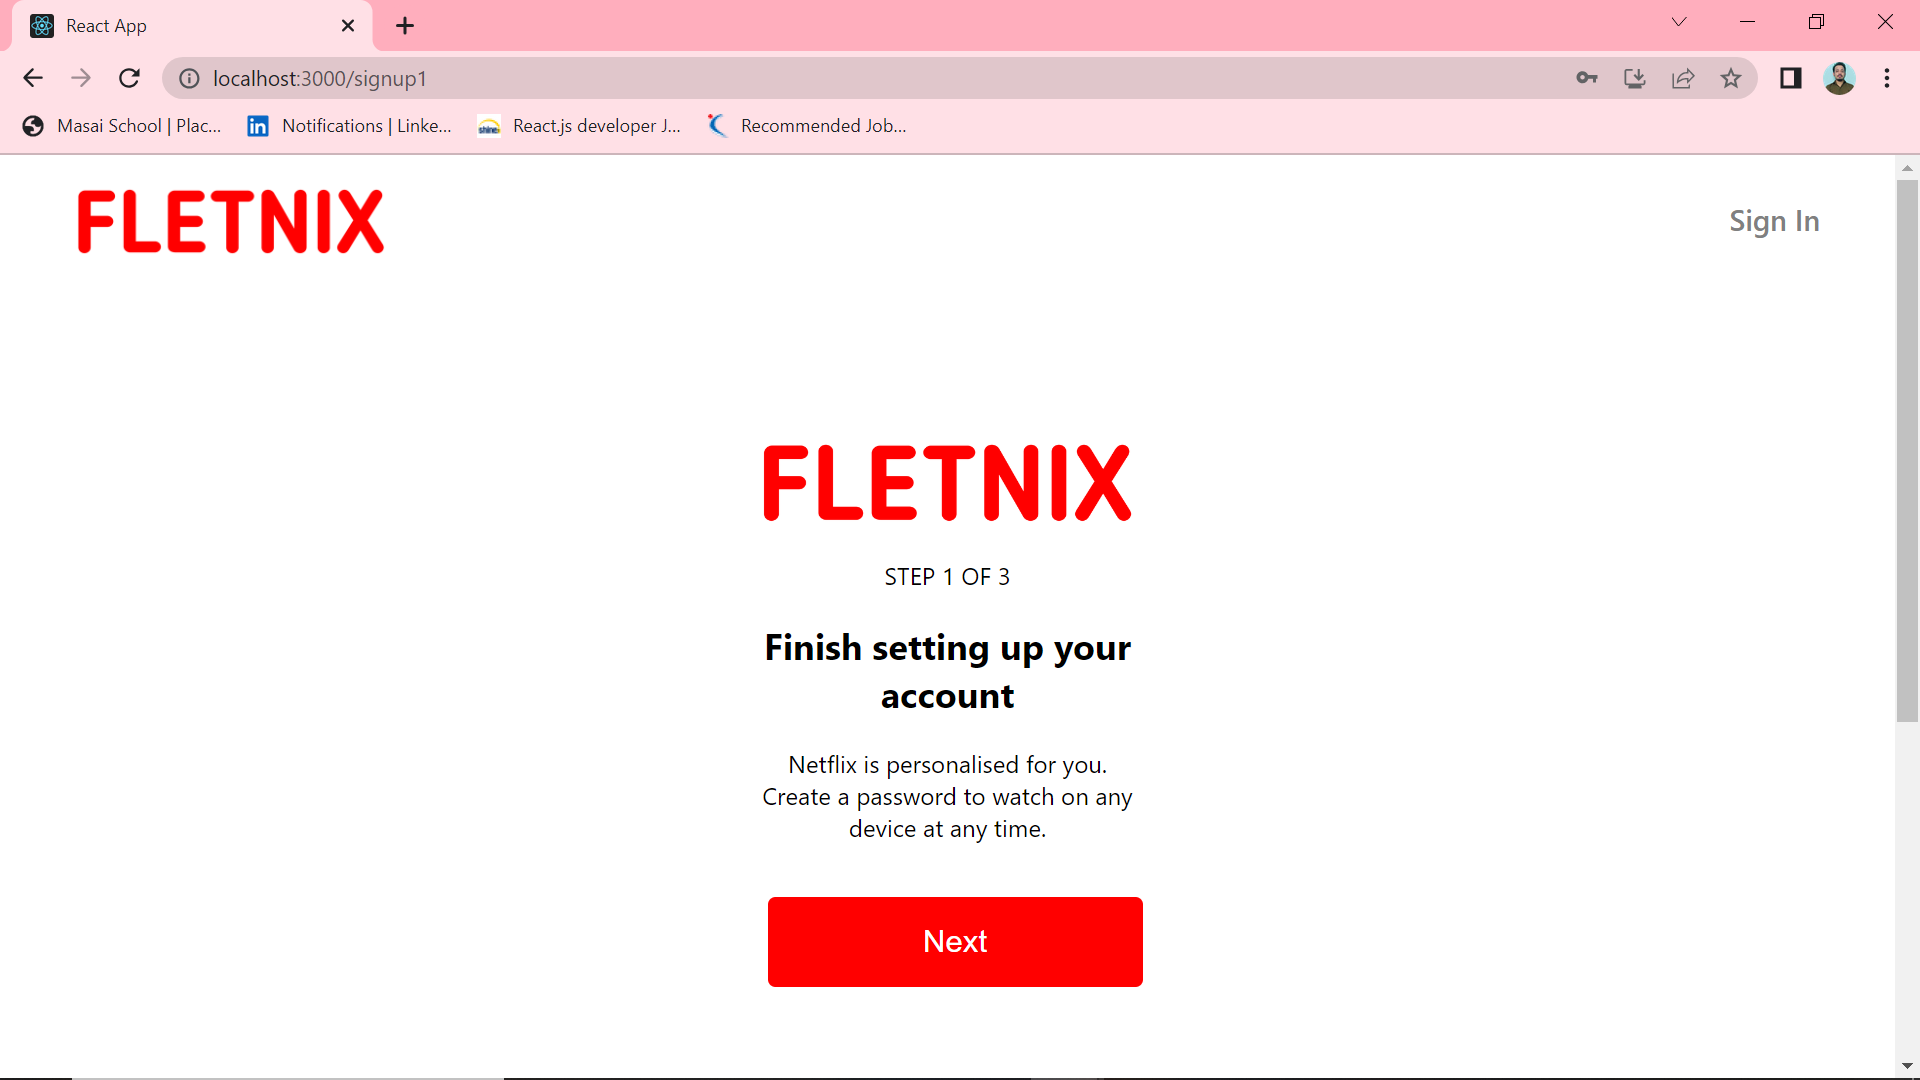 React App
localhost:3000/signup1
Masai School | Plac...
Notifications | Linke...
React.js developer J...
Recommended Job...
FLETNIX
Sign In
FLETNIX
STEP 1 OF 3
Finish setting up your
account
Netflix is personalised for you.
Create a password to watch on any
device at any time.
Next